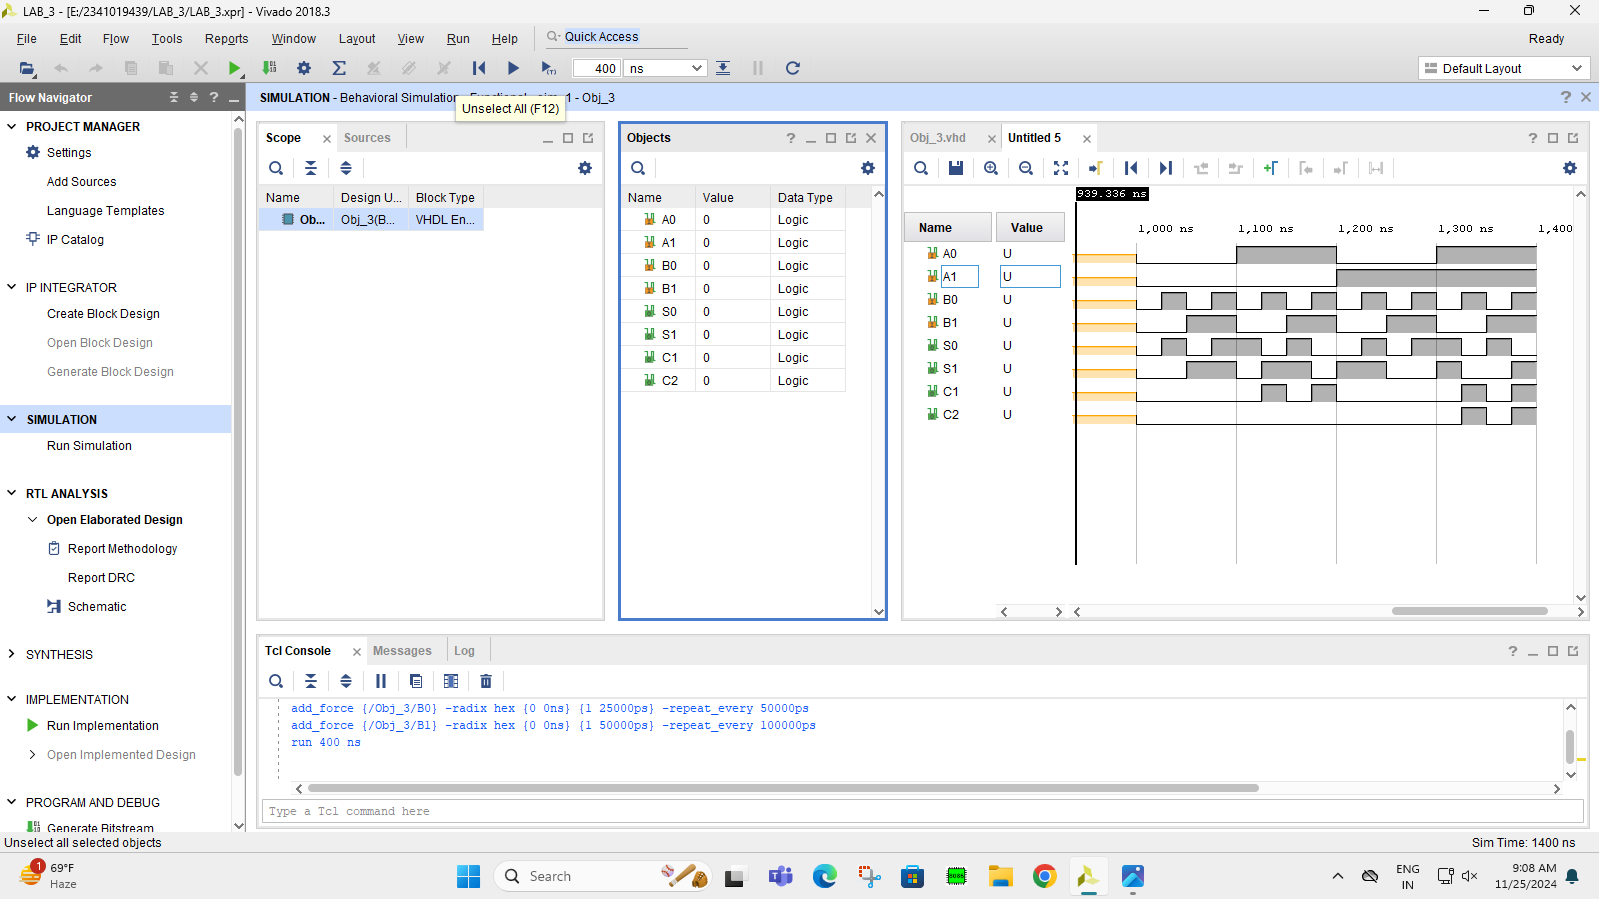 LAB_3 - [E:/2341019439/LAB_3/LAB_3.xpr] - Vivado 2018.3
File Edit Flow Tools Reports Window Layout View Run Help Quick Access Ready
400 ns Default Layout
Flow Navigator
PROJECT MANAGER
Settings
Add Sources
Language Templates
IP Catalog
IP INTEGRATOR
Create Block Design
Open Block Design
Generate Block Design
SIMULATION
Run Simulation
RTL ANALYSIS
Open Elaborated Design
Report Methodology
Report DRC
Schematic
SYNTHESIS
IMPLEMENTATION
Run Implementation
Open Implemented Design
PROGRAM AND DEBUG
Generate Bitstream
SIMULATION - Behavioral Simulation - 1 - Obj_3
Unselect All (F12)
Scope Sources
Name Design U... Block Type
Ob... Obj_3(B... VHDL En...
Objects
Name Value Data Type
A0 0 Logic
A1 0 Logic
B0 0 Logic
B1 0 Logic
S0 0 Logic
S1 0 Logic
C1 0 Logic
C2 0 Logic
Obj_3.vhd Untitled 5
939.336 ns
Name Value 1,000 ns 1,100 ns 1,200 ns 1,300 ns 1,400
A0 U
A1 U
B0 U
B1 U
S0 U
S1 U
C1 U
C2 U
Tcl Console Messages Log
add_force {/Obj_3/B0} -radix hex {0 0ns} {1 25000ps} -repeat_every 50000ps
add_force {/Obj_3/B1} -radix hex {0 0ns} {1 50000ps} -repeat_every 100000ps
run 400 ns
Type a Tcl command here
Unselect all selected objects Sim Time: 1400 ns
1 69°F
Haze
Search
ENG
IN
9:08 AM
11/25/2024